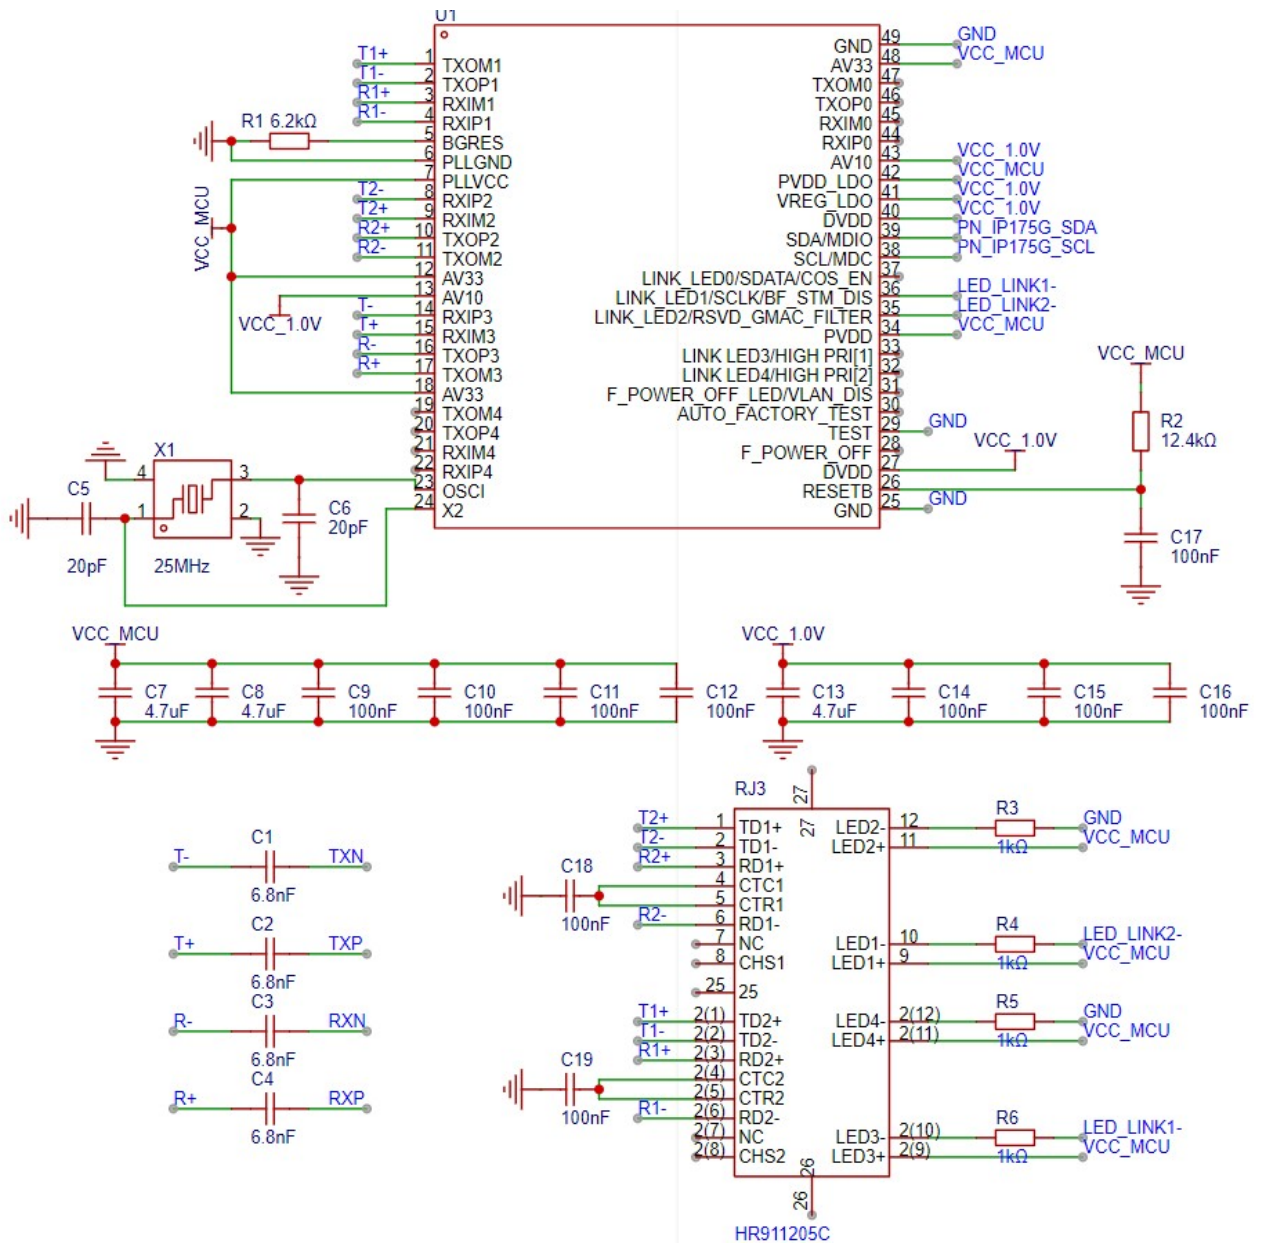 U1
T1+ 1 TXOM1
T1- 2 TXOP1
R1+ 3 RXIM1
R1- 4 RXIP1
R1 6.2kΩ 5 BGRES
6 PLLGND
7 PLLVCC
VCC_MCU
T2- 8 RXIP2
T2+ 9 RXIM2
R2+ 10 TXOP2
R2- 11 TXOM2
12 AV33
13 AV10
VCC_1.0V
T- 14 RXIP3
T+ 15 RXIM3
R- 16 TXOP3
R+ 17 TXOM3
18 AV33
19 TXOM4
20 TXOP4
21 RXIM4
22 RXIP4
23 OSCI
24 X2
GND 49 GND
AV33 48 VCC_MCU
TXOM0 47
TXOP0 46
RXIM0 45
RXIP0 44
AV10 43 VCC_1.0V
PVDD_LDO 42 VCC_MCU
VREG_LDO 41 VCC_1.0V
DVDD 40 VCC_1.0V
SDA/MDIO 39 PN_IP175G_SDA
SCL/MDC 38 PN_IP175G_SCL
LINK_LED0/SDATA/COS_EN 37
LINK_LED1/SCLK/BF_STM_DIS 36 LED_LINK1-
LINK_LED2/RSVD_GMAC_FILTER 35 LED_LINK2-
PVDD 34 VCC_MCU
LINK LED3/HIGH PRI[1] 33
LINK LED4/HIGH PRI[2] 32
F_POWER_OFF_LED/VLAN_DIS 31
AUTO_FACTORY_TEST 30
TEST 29 GND
F_POWER_OFF 28
DVDD 27 VCC_1.0V
RESETB 26
GND 25 GND
VCC_MCU
R2
12.4kΩ
C17
100nF
X1
4 3
1 2
25MHz
C5
20pF
C6
20pF
VCC_MCU
C7
4.7uF
C8
4.7uF
C9
100nF
C10
100nF
C11
100nF
C12
100nF
VCC_1.0V
C13
4.7uF
C14
100nF
C15
100nF
C16
100nF
C1
T- TXN
6.8nF
C2
T+ TXP
6.8nF
C3
R- RXN
6.8nF
C4
R+ RXP
6.8nF
RJ3
27
27
T2+ 1 TD1+
T2- 2 TD1-
R2+ 3 RD1+
4 CTC1
5 CTR1
R2- 6 RD1-
7 NC
8 CHS1
25 25
T1+ 2(1) TD2+
T1- 2(2) TD2-
R1+ 2(3) RD2+
2(4) CTC2
2(5) CTR2
R1- 2(6) RD2-
2(7) NC
2(8) CHS2
C18
100nF
C19
100nF
LED2- 12 R3 GND
LED2+ 11 1kΩ VCC_MCU
LED1- 10 R4 LED_LINK2-
LED1+ 9 1kΩ VCC_MCU
LED4- 2(12) R5 GND
LED4+ 2(11) 1kΩ VCC_MCU
LED3- 2(10) R6 LED_LINK1-
LED3+ 2(9) 1kΩ VCC_MCU
26
26
HR911205C